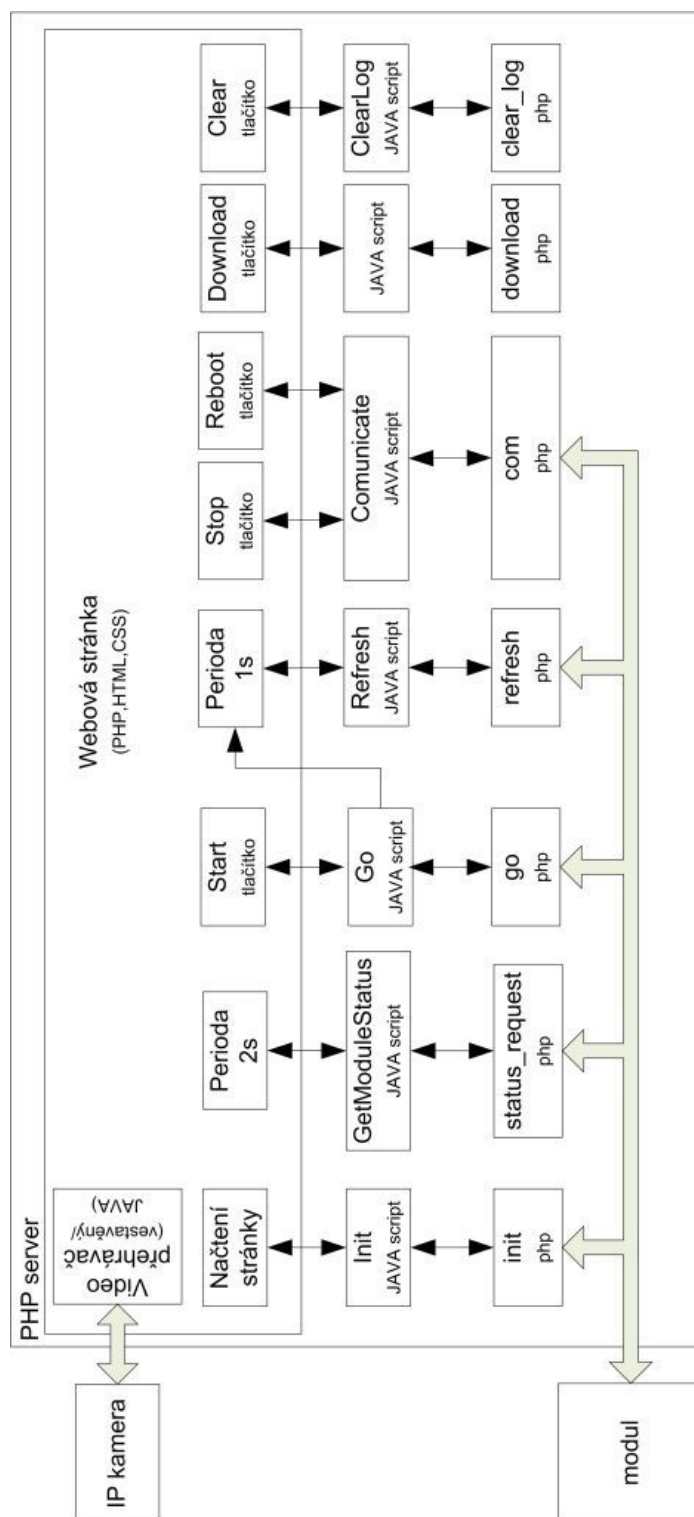 PHP server
Webová stránka
(PHP,HTML,CSS)
IP kamera
Video
přehrávač
(vestavěný/
JAVA)
Načtení
stránky
Perioda
2s
Start
tlačítko
Perioda
1s
Stop
tlačítko
Reboot
tlačítko
Download
tlačítko
Clear
tlačítko
Init
JAVA script
GetModuleStatus
JAVA script
Go
JAVA script
Refresh
JAVA script
Comunicate
JAVA script
JAVA script
ClearLog
JAVA script
init
php
status_request
php
go
php
refresh
php
com
php
download
php
clear_log
php
modul